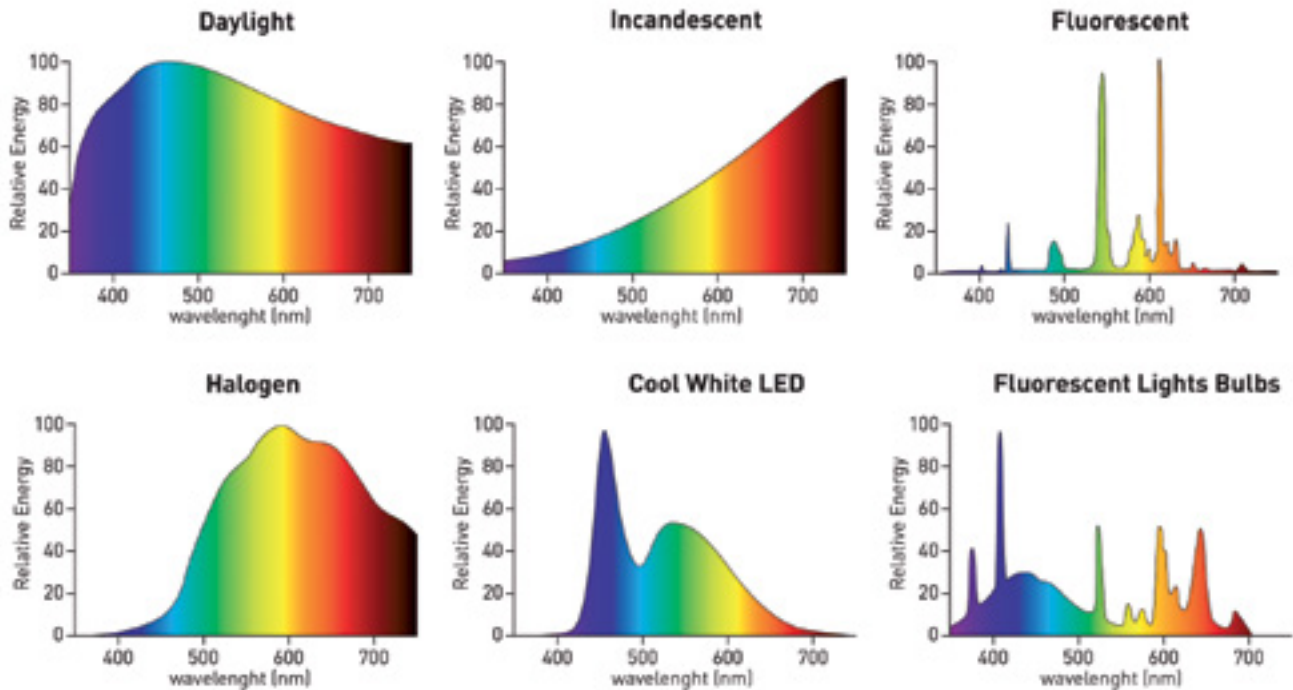 Daylight
Relative Energy
100
80
60
40
20
0
400 500 600 700
wavelenght (nm)
Incandescent
Relative Energy
100
80
60
40
20
0
400 500 600 700
wavelenght (nm)
Fluorescent
Relative Energy
100
80
60
40
20
0
400 500 600 700
wavelenght (nm)
Halogen
Relative Energy
100
80
60
40
20
0
400 500 600 700
wavelenght (nm)
Cool White LED
Relative Energy
100
80
60
40
20
0
400 500 600 700
wavelenght (nm)
Fluorescent Lights Bulbs
Relative Energy
100
80
60
40
20
0
400 500 600 700
wavelenght (nm)